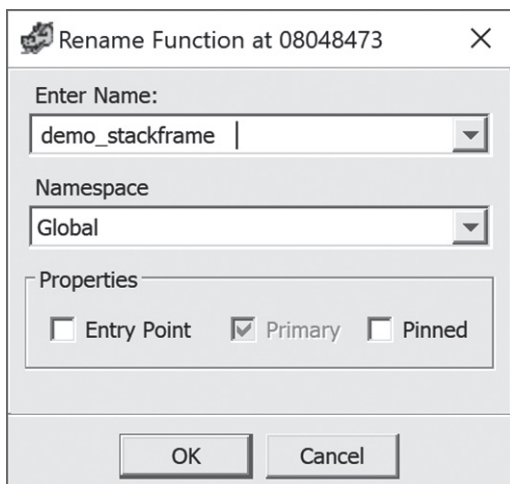 Rename Function at 08048473
Enter Name:
demo_stackframe
Namespace
Global
Properties
Entry Point Primary Pinned
OK Cancel